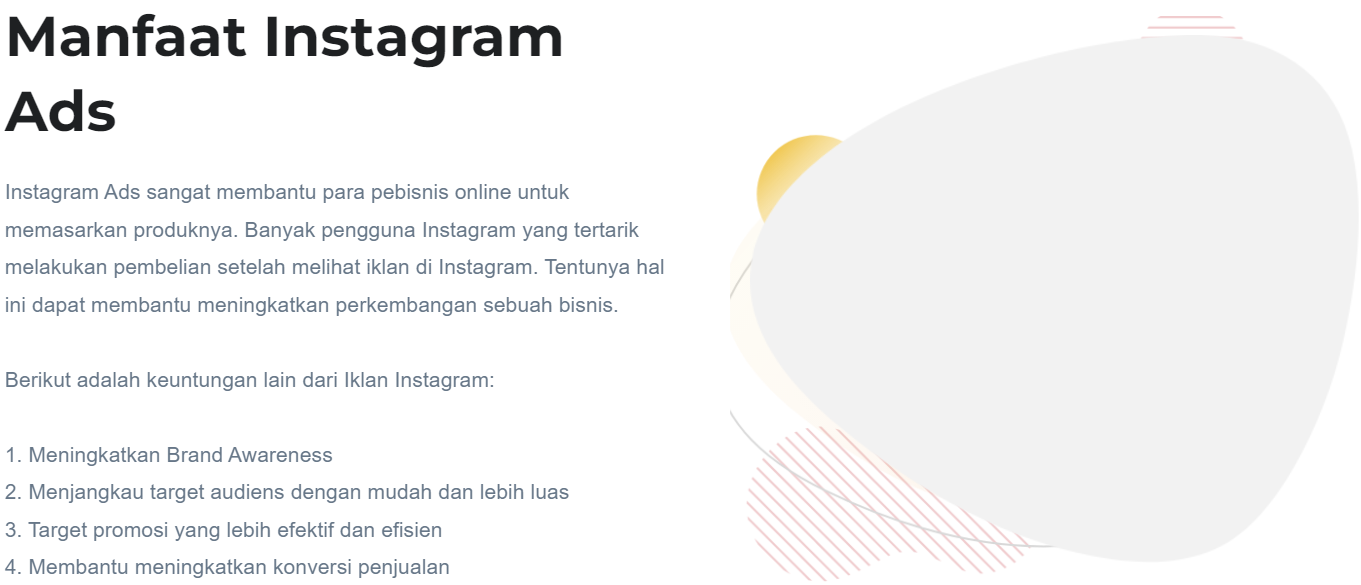 Manfaat Instagram
Ads
Instagram Ads sangat membantu para pebisnis online untuk
memasarkan produknya. Banyak pengguna Instagram yang tertarik
melakukan pembelian setelah melihat iklan di Instagram. Tentunya hal
ini dapat membantu meningkatkan perkembangan sebuah bisnis.
Berikut adalah keuntungan lain dari Iklan Instagram:
1. Meningkatkan Brand Awareness
2. Menjangkau target audiens dengan mudah dan lebih luas
3. Target promosi yang lebih efektif dan efisien
4. Membantu meningkatkan konversi penjualan